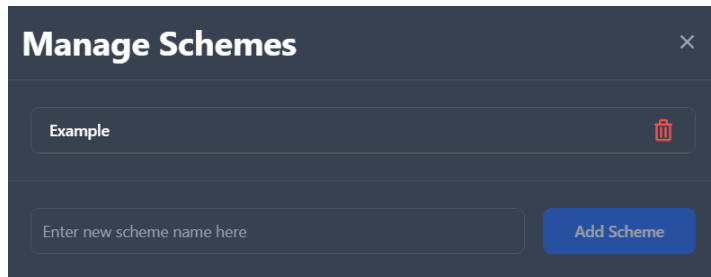 Manage Schemes
Example
Enter new scheme name here
Add Scheme